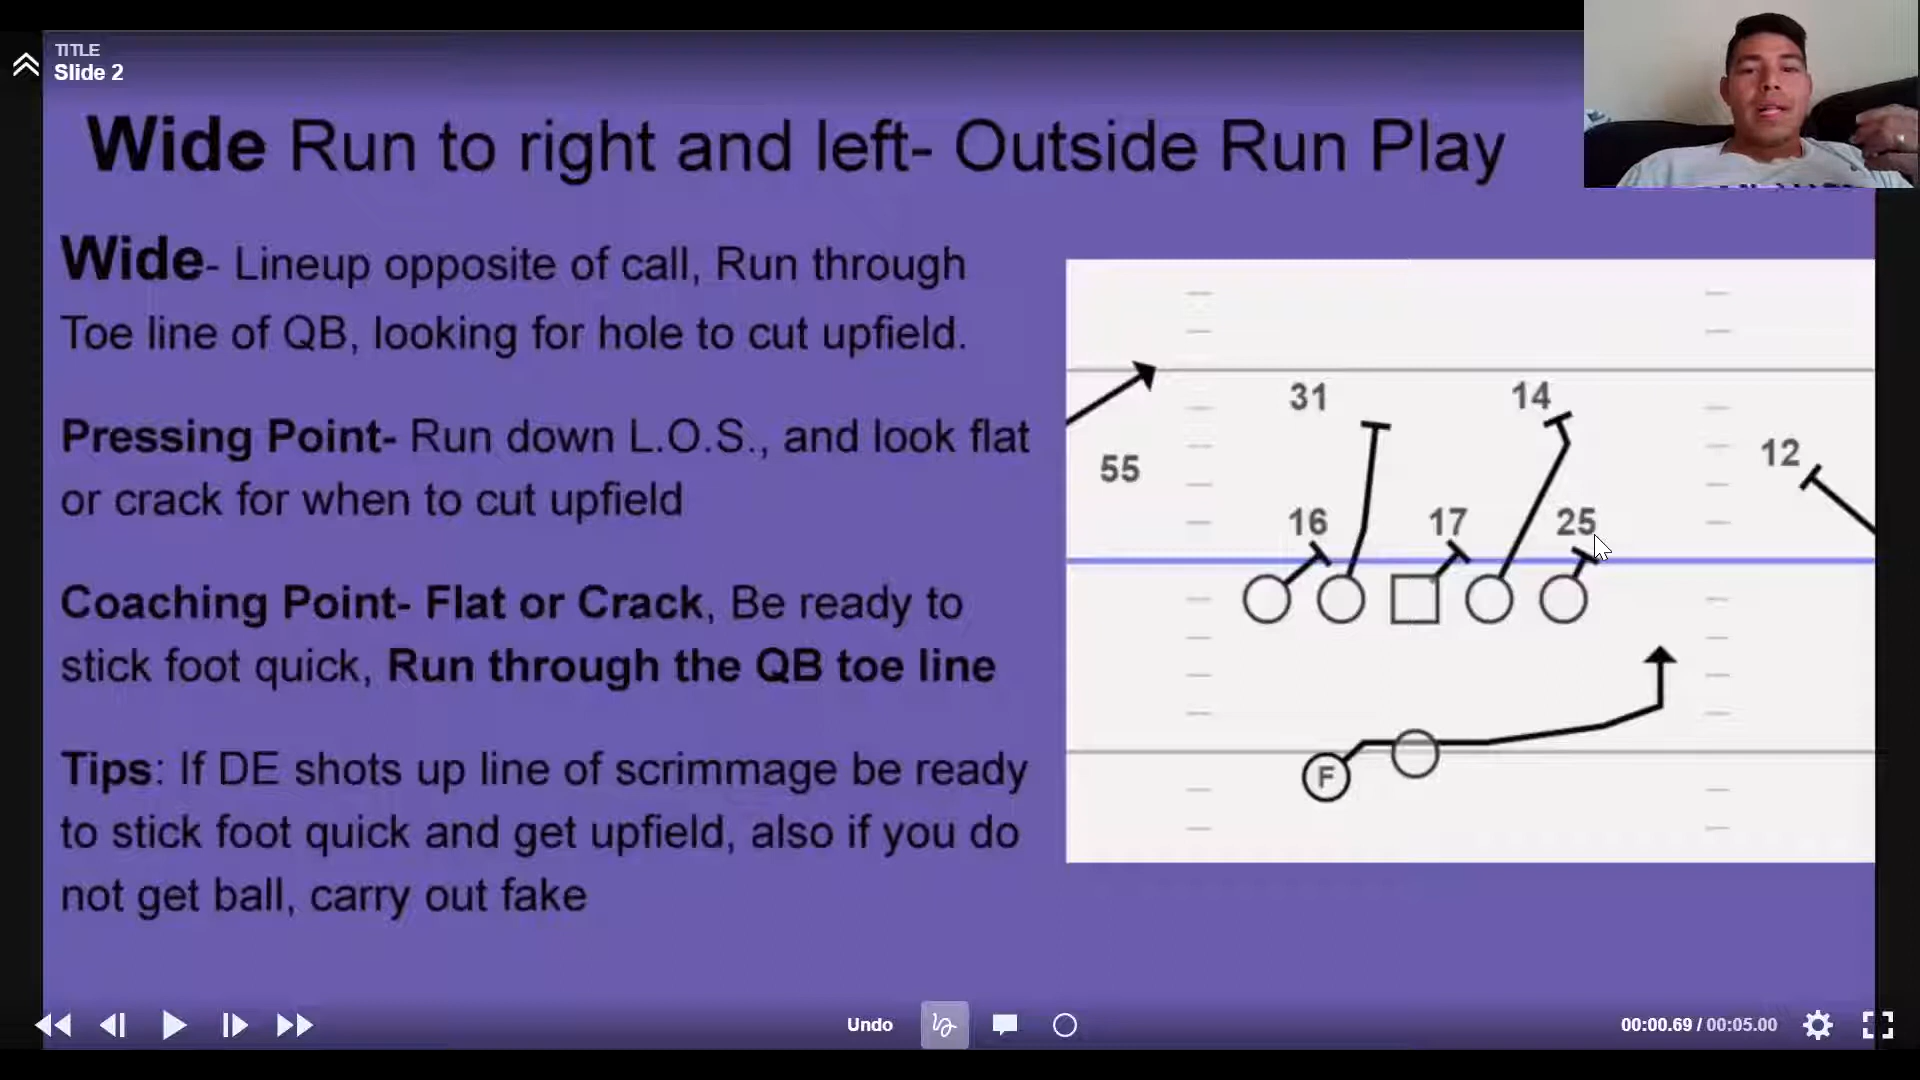 TITLE
Slide 2
Wide Run to right and left- Outside Run Play
Wide- Lineup opposite of call, Run through
Toe line of QB, looking for hole to cut upfield.
Pressing Point- Run down L.O.S., and look flat
or crack for when to cut upfield
Coaching Point- Flat or Crack, Be ready to
stick foot quick, Run through the QB toe line
Tips: If DE shots up line of scrimmage be ready
to stick foot quick and get upfield, also if you do
not get ball, carry out fake
31
14
12
55
16
17
25
F
Undo
00:00.69 / 00:05.00